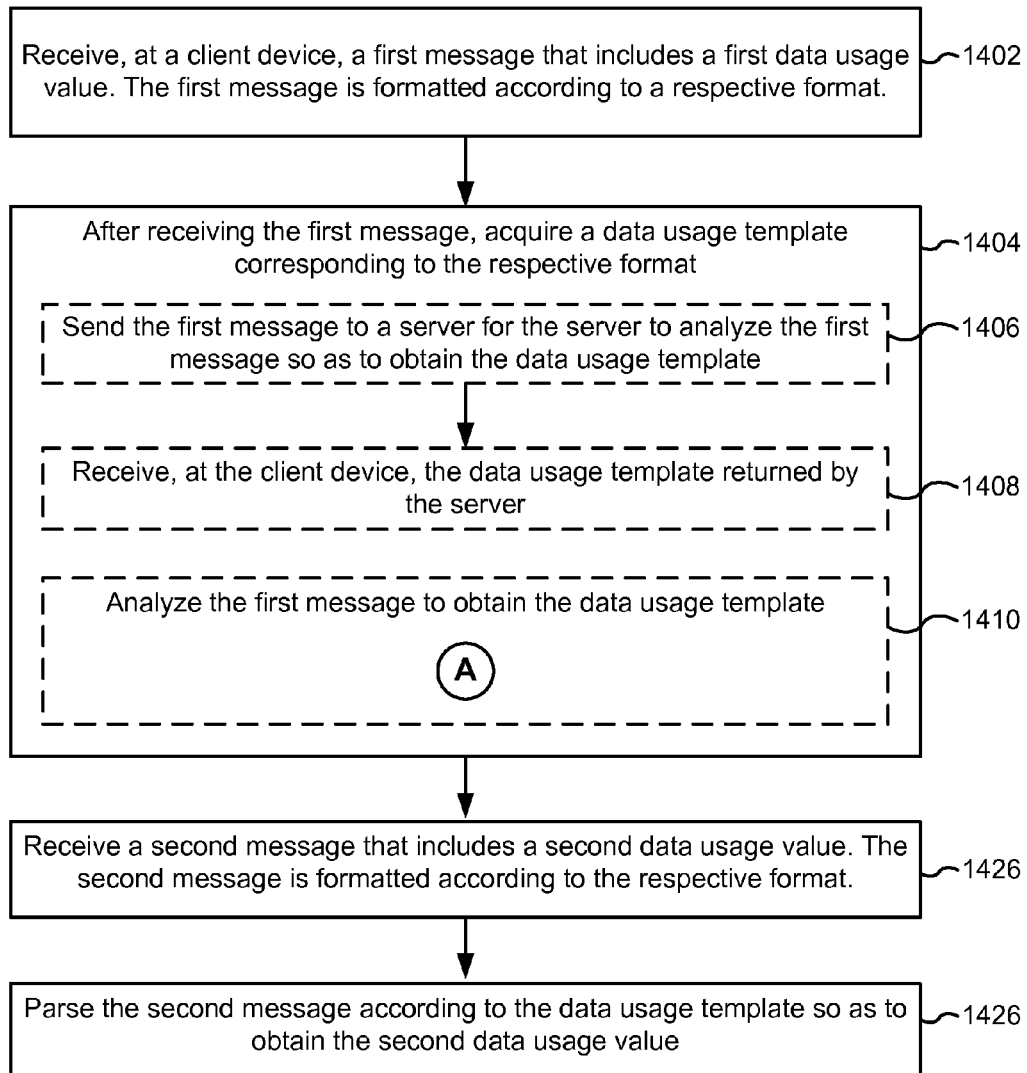 Receive, at a client device, a first message that includes a first data usage
value. The first message is formatted according to a respective format.
1402
After receiving the first message, acquire a data usage template
corresponding to the respective format
1404
Send the first message to a server for the server to analyze the first
message so as to obtain the data usage template
1406
Receive, at the client device, the data usage template returned by
the server
1408
Analyze the first message to obtain the data usage template
1410
A
Receive a second message that includes a second data usage value. The
second message is formatted according to the respective format.
1426
Parse the second message according to the data usage template so as to
obtain the second data usage value
1426